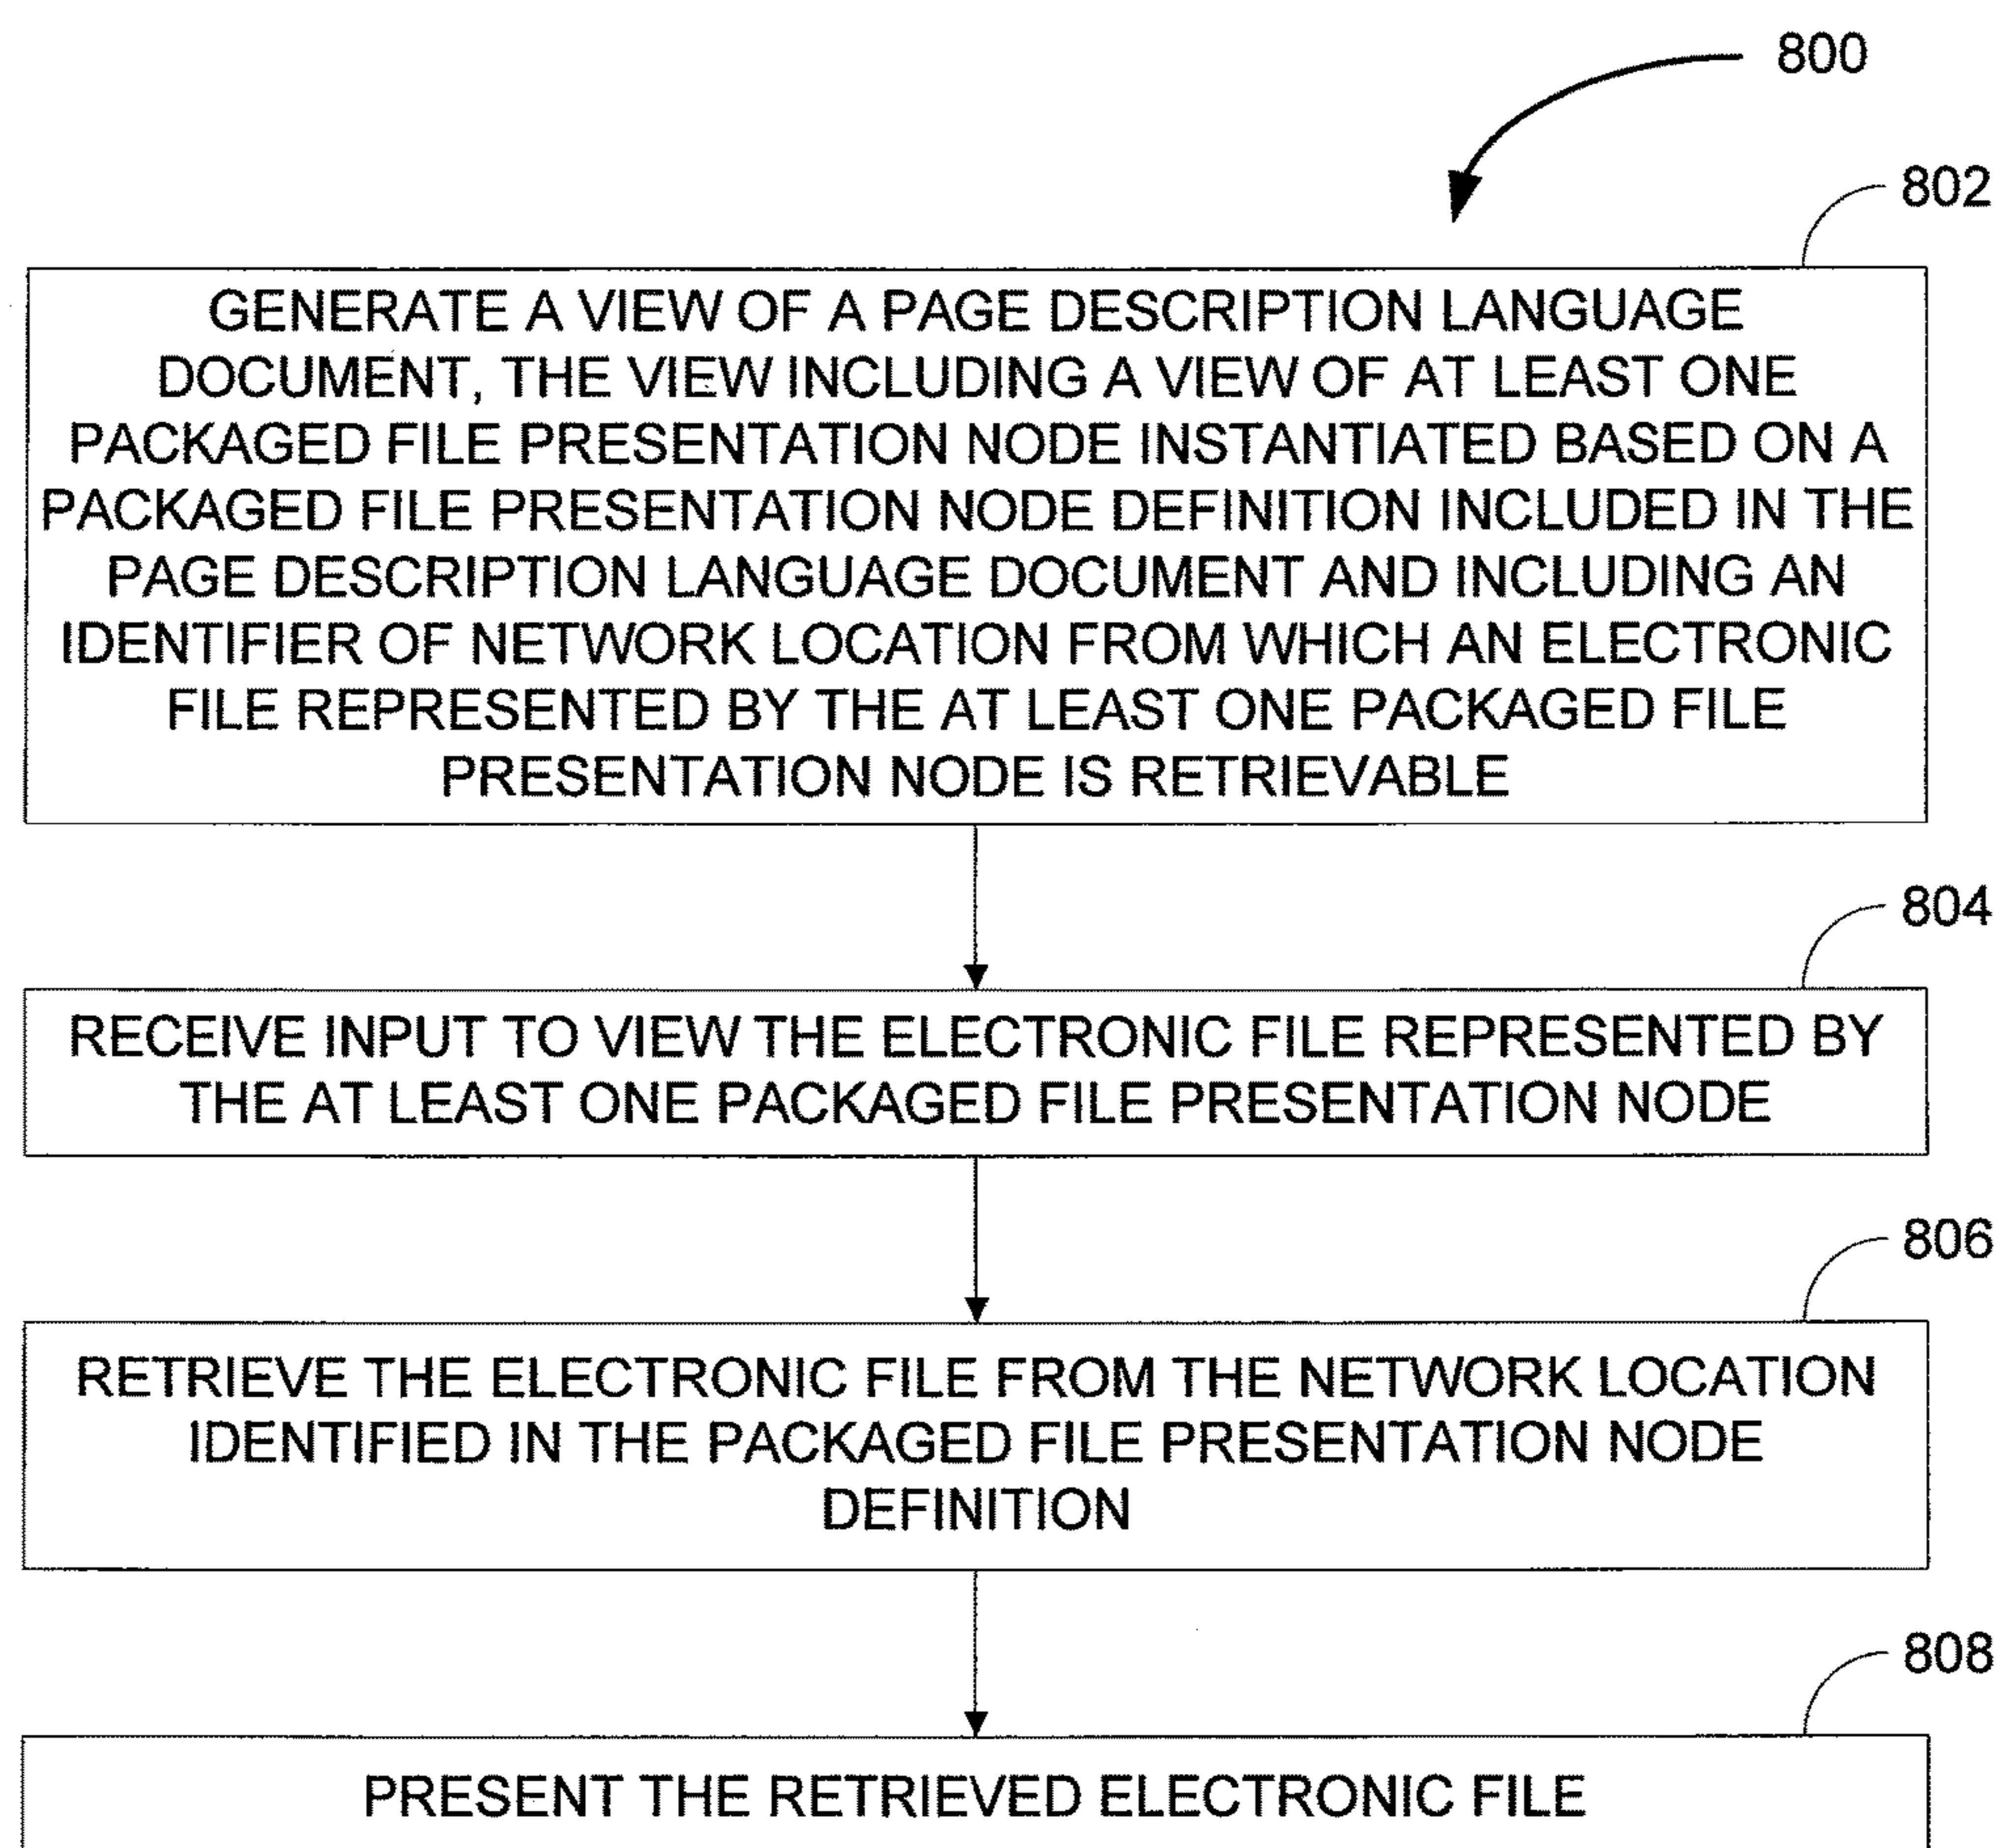 800
802
GENERATE A VIEW OF A PAGE DESCRIPTION LANGUAGE
DOCUMENT, THE VIEW INCLUDING A VIEW OF AT LEAST ONE
PACKAGED FILE PRESENTATION NODE INSTANTIATED BASED ON A
PACKAGED FILE PRESENTATION NODE DEFINITION INCLUDED IN THE
PAGE DESCRIPTION LANGUAGE DOCUMENT AND INCLUDING AN
IDENTIFIER OF NETWORK LOCATION FROM WHICH AN ELECTRONIC
FILE REPRESENTED BY THE AT LEAST ONE PACKAGED FILE
PRESENTATION NODE IS RETRIEVABLE
804
RECEIVE INPUT TO VIEW THE ELECTRONIC FILE REPRESENTED BY
THE AT LEAST ONE PACKAGED FILE PRESENTATION NODE
806
RETRIEVE THE ELECTRONIC FILE FROM THE NETWORK LOCATION
IDENTIFIED IN THE PACKAGED FILE PRESENTATION NODE
DEFINITION
808
PRESENT THE RETRIEVED ELECTRONIC FILE